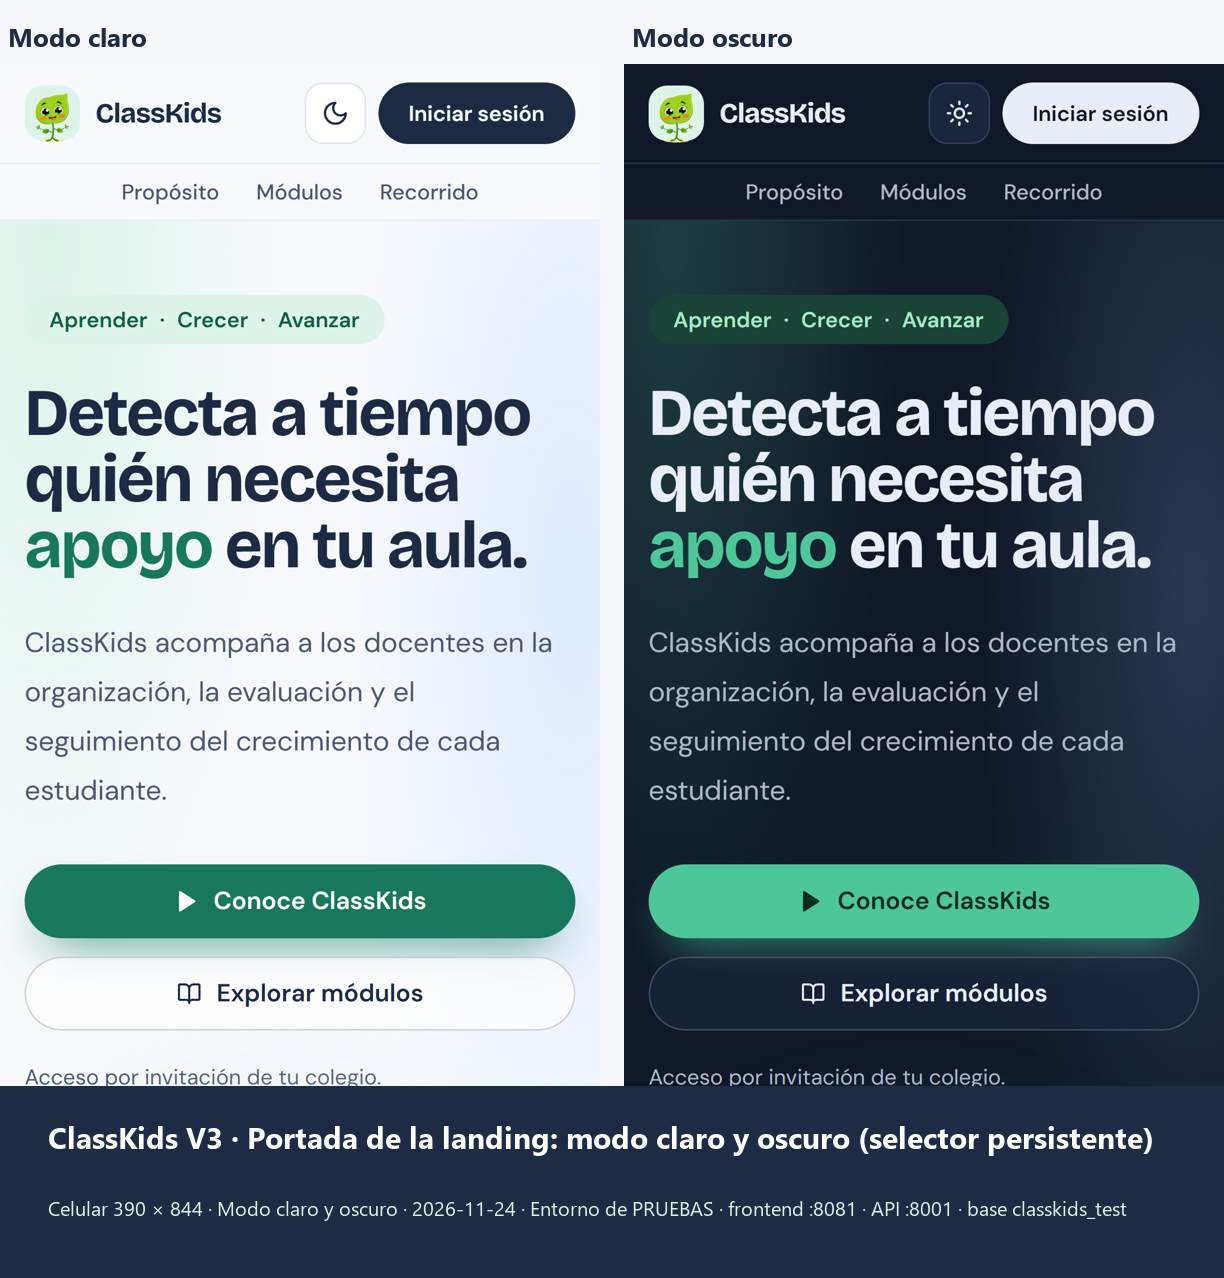 Modo claro
ClassKids
Iniciar sesión
Propósito Módulos Recorrido
Aprender · Crecer · Avanzar
Detecta a tiempo
quién necesita
apoyo en tu aula.
ClassKids acompaña a los docentes en la
organización, la evaluación y el
seguimiento del crecimiento de cada
estudiante.
Conoce ClassKids
Explorar módulos
Acceso por invitación de tu colegio.
Modo oscuro
ClassKids
Iniciar sesión
Propósito Módulos Recorrido
Aprender · Crecer · Avanzar
Detecta a tiempo
quién necesita
apoyo en tu aula.
ClassKids acompaña a los docentes en la
organización, la evaluación y el
seguimiento del crecimiento de cada
estudiante.
Conoce ClassKids
Explorar módulos
Acceso por invitación de tu colegio.
ClassKids V3 · Portada de la landing: modo claro y oscuro (selector persistente)
Celular 390 × 844 · Modo claro y oscuro · 2026-11-24 · Entorno de PRUEBAS · frontend :8081 · API :8001 · base classkids_test